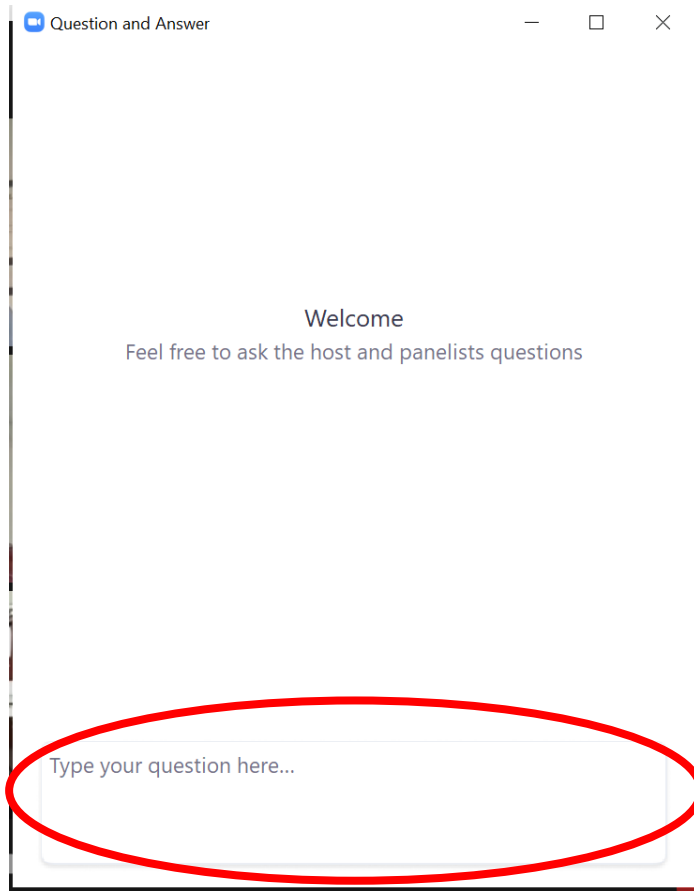 Question and Answer
Welcome
Feel free to ask the host and panelists questions
Type your question here...